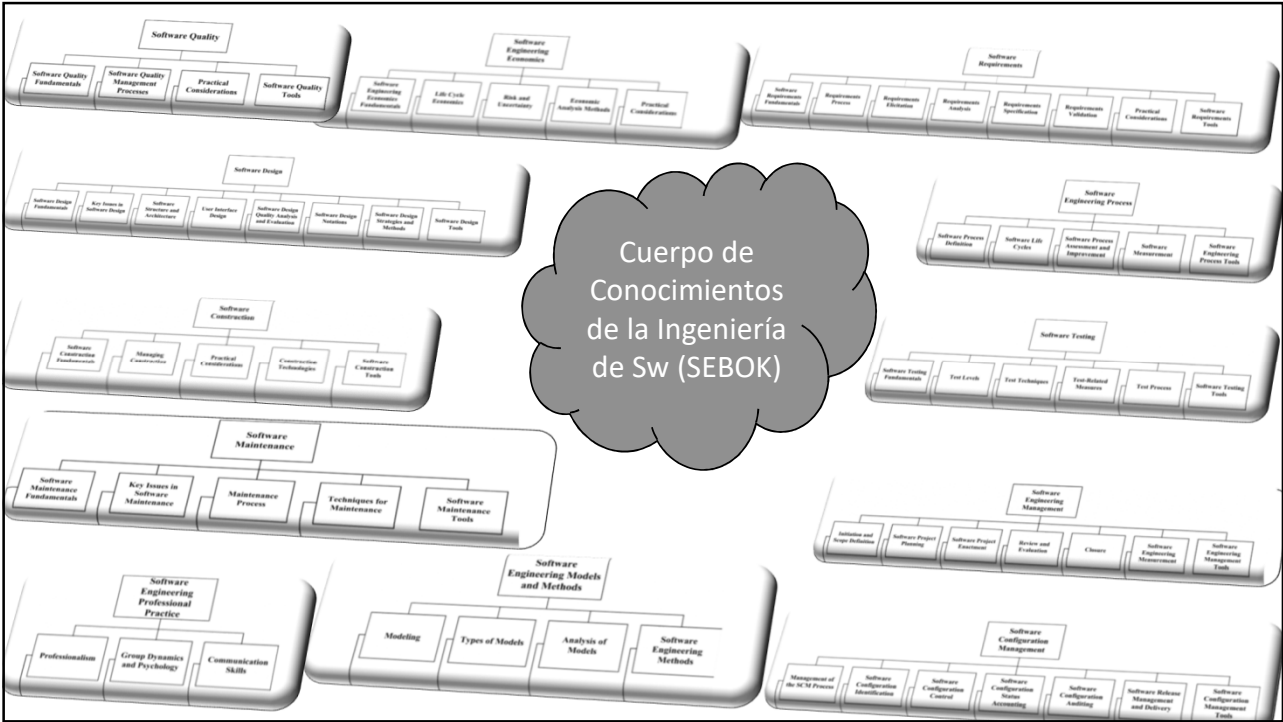 Software Quality
Software Quality
Fundamentals
Software Quality
Management
Processes
Practical
Considerations
Software Quality
Tools
Software
Engineering
Economics
Software
Engineering
Economics
Fundamentals
Life Cycle
Economics
Risk and
Uncertainty
Economic
Analysis Methods
Practical
Considerations
Software
Requirements
Software
Requirements
Fundamentals
Requirements
Process
Requirements
Elicitation
Requirements
Analysis
Requirements
Specification
Requirements
Validation
Practical
Considerations
Software
Requirements
Tools
Software Design
Software Design
Fundamentals
Key Issues in
Software Design
Software
Structure and
Architecture
User Interface
Design
Software Design
Quality Analysis
and Evaluation
Software Design
Notations
Software Design
Strategies and
Methods
Software Design
Tools
Cuerpo de
Conocimientos
de la Ingeniería
de Sw (SEBOK)
Software
Engineering Process
Software Process
Definition
Software Life
Cycles
Software Process
Assessment and
Improvement
Software
Measurement
Software
Engineering
Process Tools
Software
Construction
Software
Construction
Fundamentals
Managing
Construction
Practical
Considerations
Construction
Technologies
Software
Construction
Tools
Software Testing
Software Testing
Fundamentals
Test Levels
Test Techniques
Test-Related
Measures
Test Process
Software Testing
Tools
Software
Maintenance
Software
Maintenance
Fundamentals
Key Issues in
Software
Maintenance
Maintenance
Process
Techniques for
Maintenance
Software
Maintenance
Tools
Software
Engineering
Management
Initiation and
Scope Definition
Software Project
Planning
Software Project
Enactment
Review and
Evaluation
Closure
Software
Engineering
Measurement
Software
Engineering
Management
Tools
Software
Engineering
Professional
Practice
Professionalism
Group Dynamics
and Psychology
Communication
Skills
Software
Engineering Models
and Methods
Modeling
Types of Models
Analysis of
Models
Software
Engineering
Methods
Software
Configuration
Management
Management of
the SCM Process
Software
Configuration
Identification
Software
Configuration
Control
Software
Configuration
Status
Accounting
Software
Configuration
Auditing
Software Release
Management
and Delivery
Software
Configuration
Management
Tools